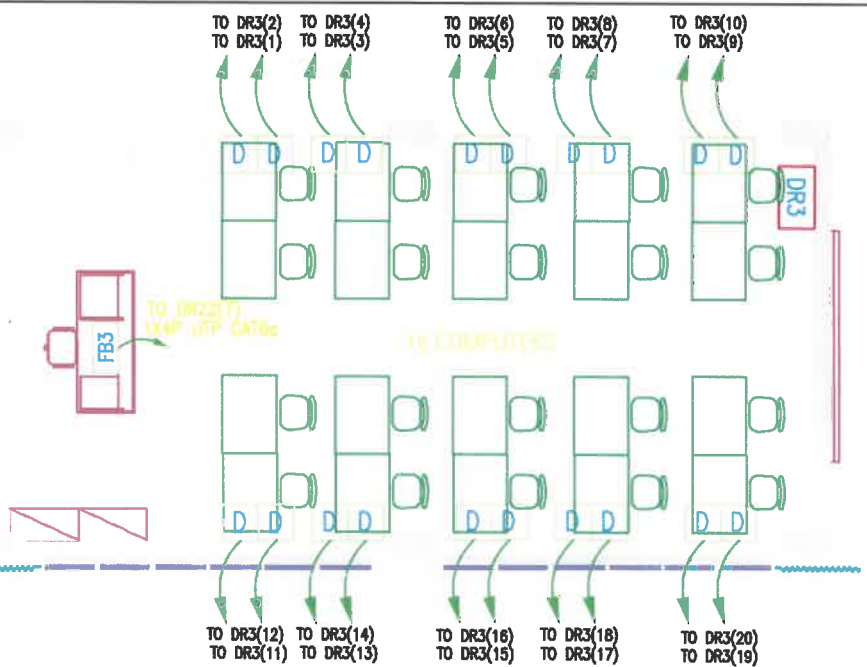 TO DR3(2) TO DR3(4) TO DR3(6) TO DR3(8) TO DR3(10)
TO DR3(1) TO DR3(3) TO DR3(5) TO DR3(7) TO DR3(9)
D D D D D D D D D D
DR3
TO DR22(7)
1X4P UTP CAT6a
FB3
COMPUTERS
D D D D D D D D D D
TO DR3(12) TO DR3(14) TO DR3(16) TO DR3(18) TO DR3(20)
TO DR3(11) TO DR3(13) TO DR3(15) TO DR3(17) TO DR3(19)